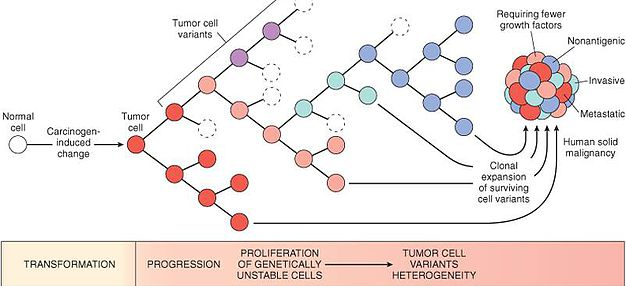 Tumor cell
variants
Requiring fewer
growth factors
Nonantigenic
Invasive
Metastatic
Human solid
malignancy
Normal
cell
Carcinogen-
induced
change
Tumor
cell
Clonal
expansion
of surviving
cell variants
TRANSFORMATION
PROGRESSION
PROLIFERATION
OF GENETICALLY
UNSTABLE CELLS
TUMOR CELL
VARIANTS
HETEROGENEITY